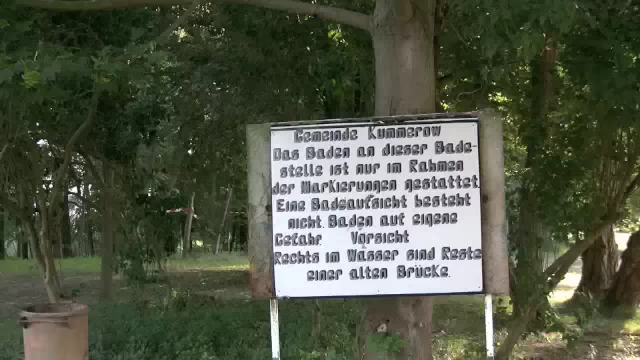 Gemeinde Kummerow
Das Baden an dieser Bade-
stelle ist nur im Rahmen
der Markierungen gestattet.
Eine Badeaufsicht besteht
nicht. Baden auf eigene
Gefahr. Vorsicht
Rechts im Wasser sind Reste
einer alten Brücke.